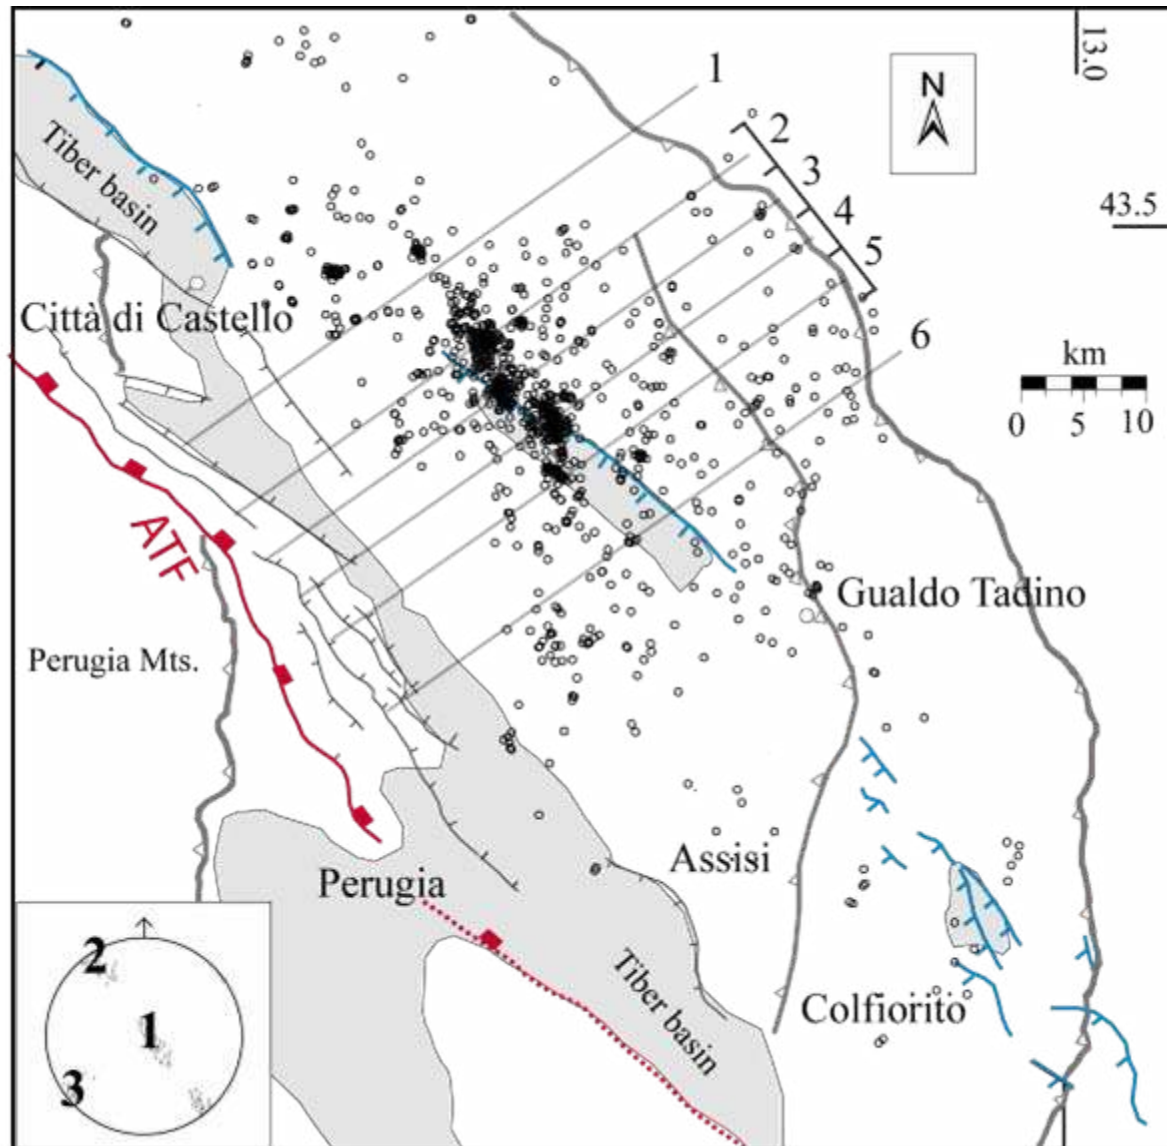 13.0
N
1
2
3
4
5
6
43.5
Tiber basin
Città di Castello
km
0 5 10
ATF
Gualdo Tadino
Perugia Mts.
Assisi
Perugia
Tiber basin
Colfiorito
2
1
3